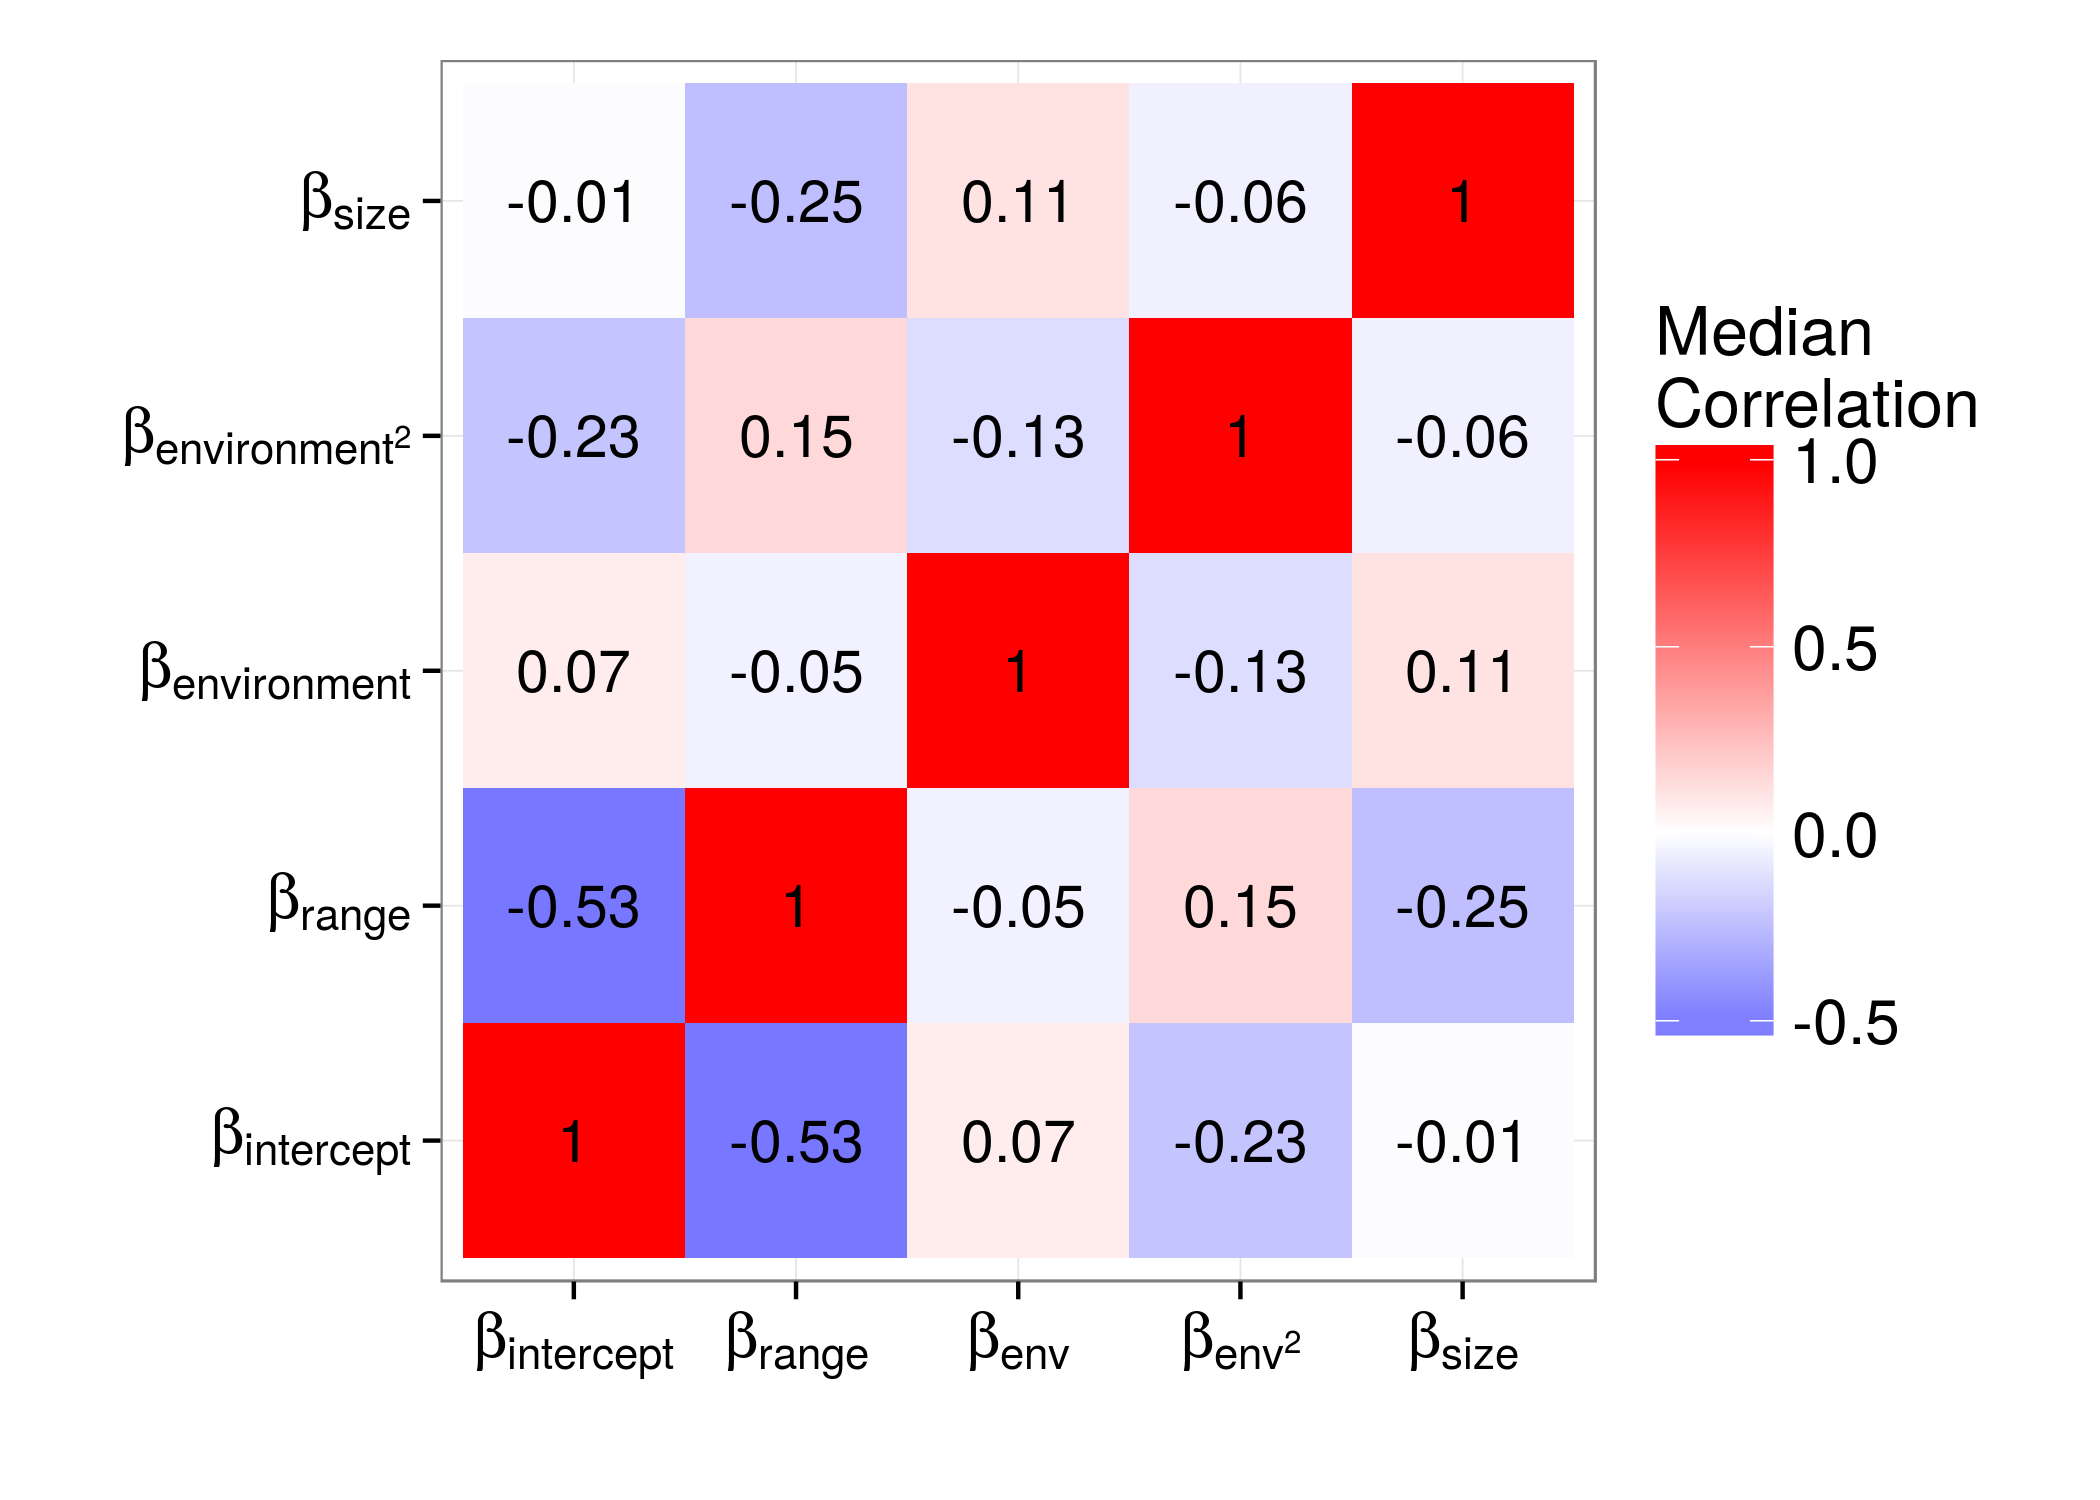 βsize -0.01 -0.25 0.11 -0.06 1
βenvironment² -0.23 0.15 -0.13 1 -0.06
βenvironment 0.07 -0.05 1 -0.13 0.11
βrange -0.53 1 -0.05 0.15 -0.25
βintercept 1 -0.53 0.07 -0.23 -0.01
βintercept βrange βenv βenv² βsize
Median
Correlation
1.0
0.5
0.0
-0.5